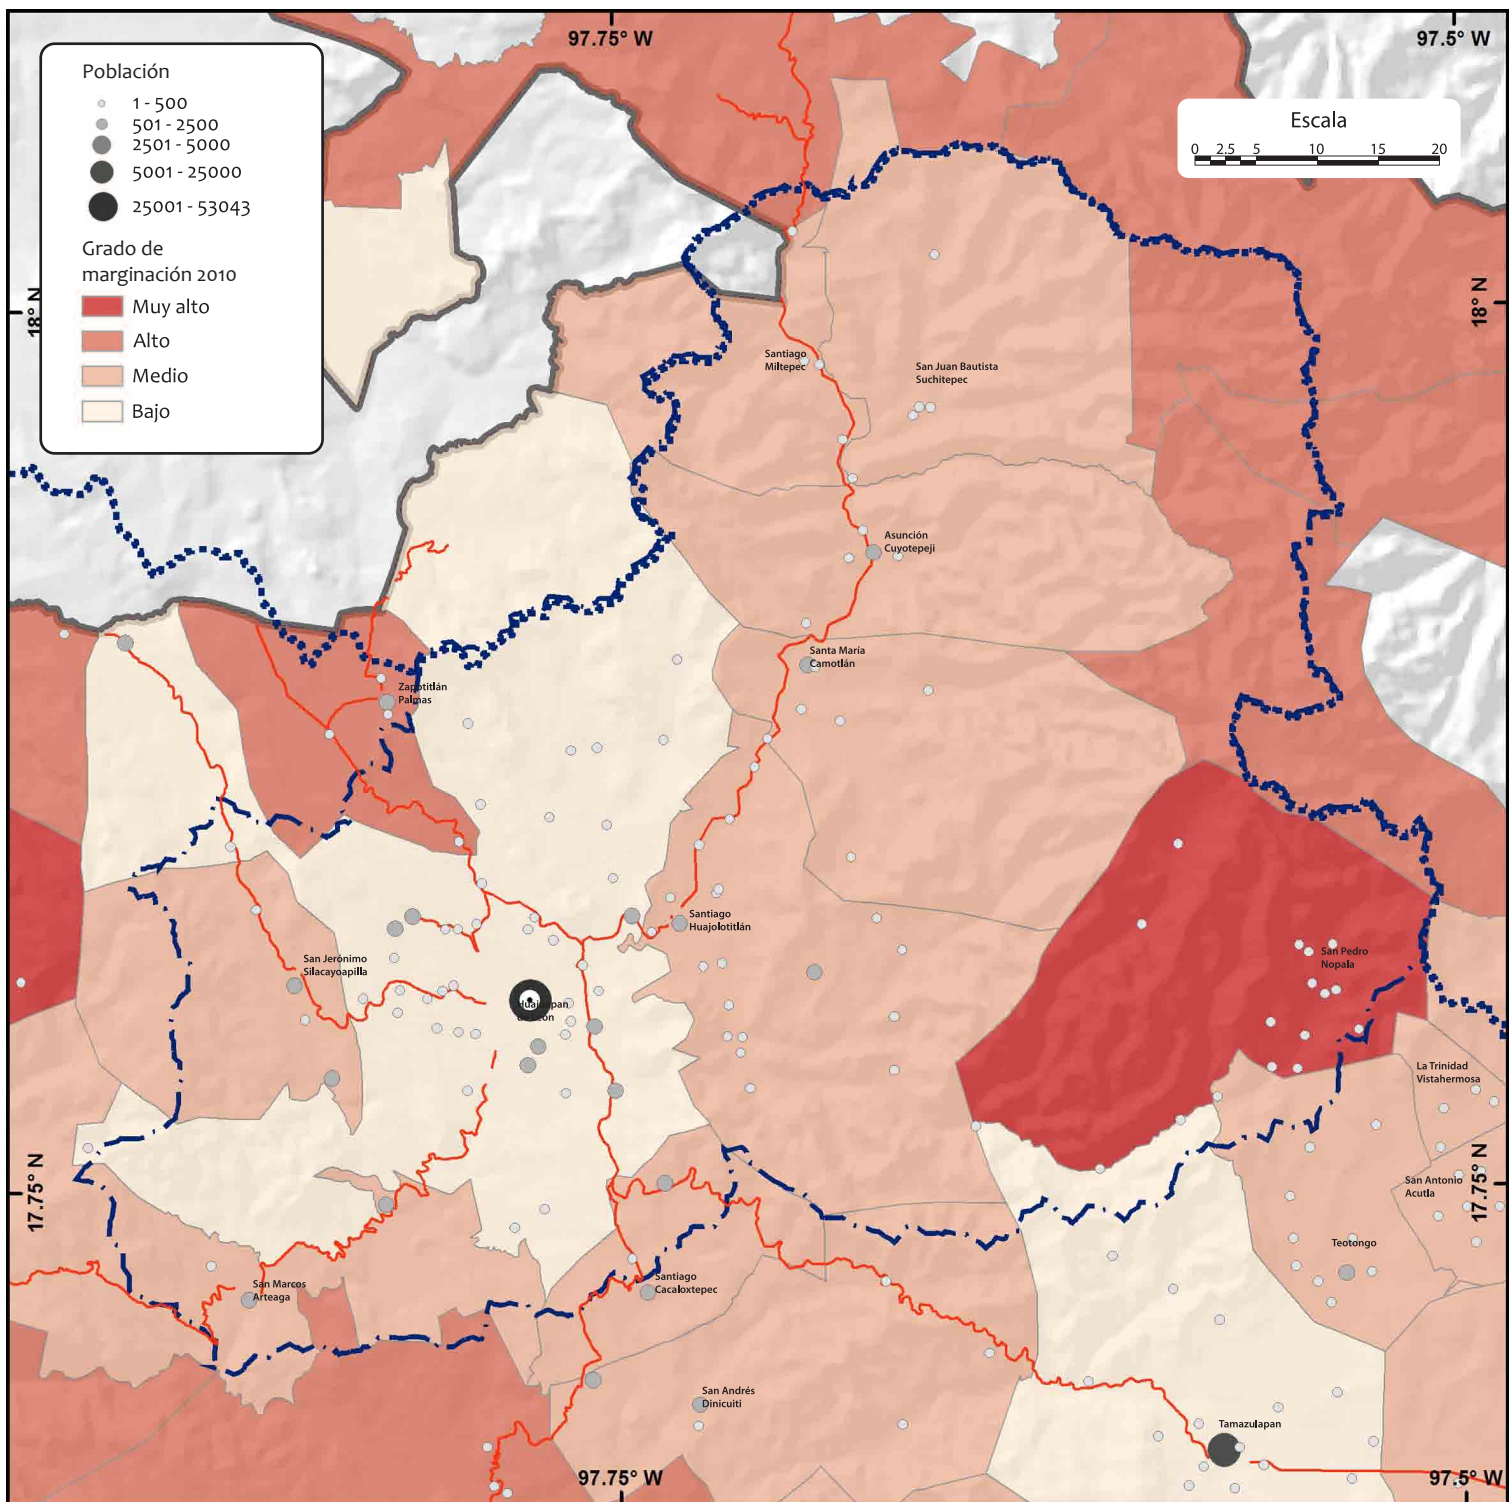 97.75° W
97.5° W
Población
1 - 500
501 - 2500
2501 - 5000
5001 - 25000
25001 - 53043
Grado de
marginación 2010
Muy alto
Alto
Medio
Bajo
Escala
0 2.5 5 10 15 20
18° N
18° N
Santiago
Miltepec
San Juan Bautista
Suchitepec
Asunción
Cuyotepeji
Santa María
Camotlán
Zapotitlán
Palmas
Santiago
Huajolotitlán
San Jerónimo
Silacayoapilla
San Pedro
Nopala
Huajuapan
de León
La Trinidad
Vistahermosa
17.75° N
17.75° N
San Antonio
Acutla
Teotongo
San Marcos
Arteaga
Santiago
Cacaloxtepec
San Andrés
Dinicuiti
Tamazulapan
97.75° W
97.5° W